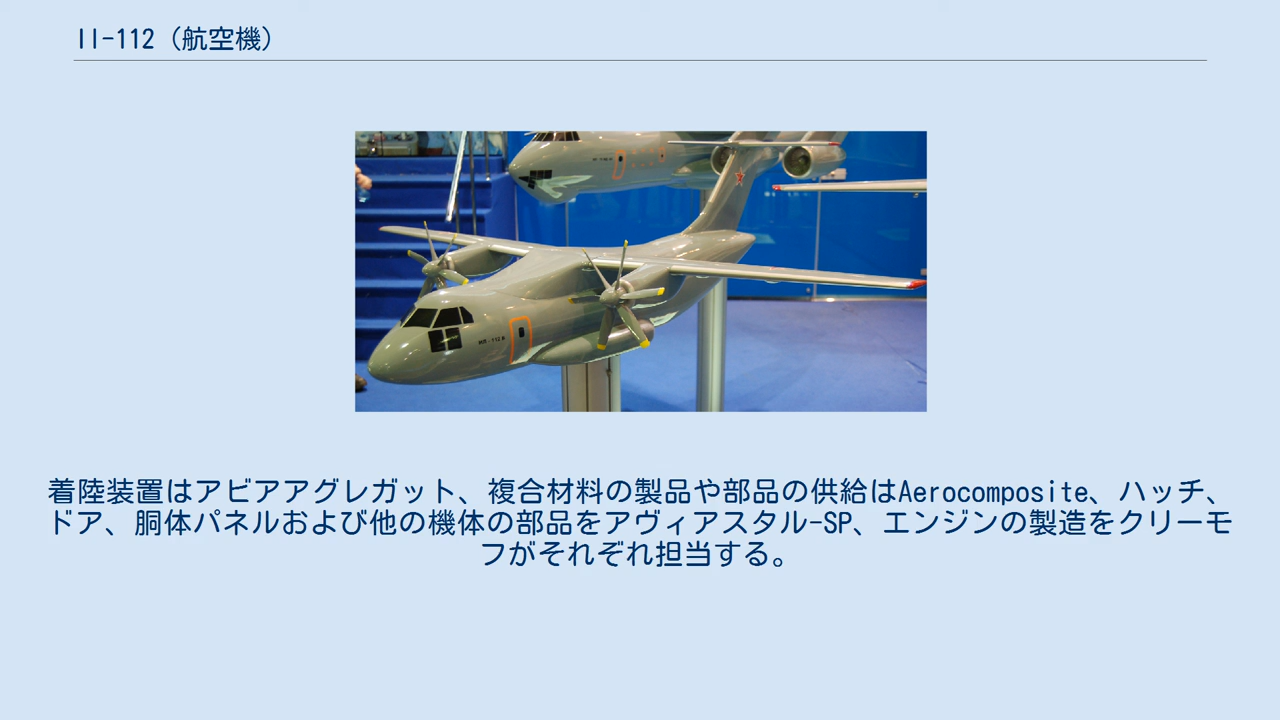 Il-112（航空機）
ИЛ-112 В
着陸装置はアビアアグレガット、複合材料の製品や部品の供給はAerocomposite、ハッチ、
ドア、胴体パネルおよび他の機体の部品をアヴィアスタル-SP、エンジンの製造をクリーモ
フがそれぞれ担当する。